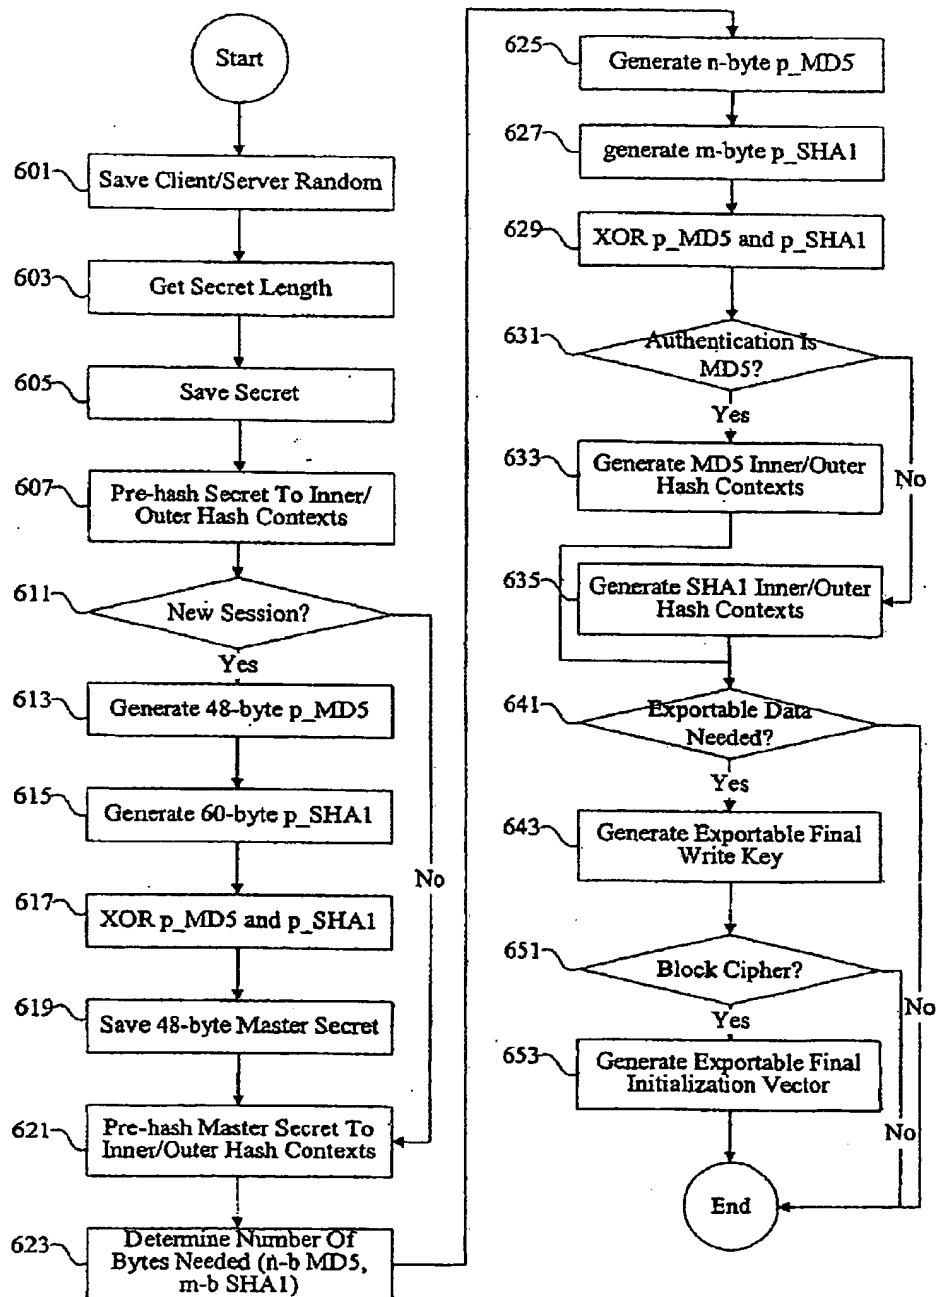 Start
601
Save Client/Server Random
603
Get Secret Length
605
Save Secret
607
Pre-hash Secret To Inner/
Outer Hash Contexts
611
New Session?
Yes
No
613
Generate 48-byte p_MD5
615
Generate 60-byte p_SHA1
617
XOR p_MD5 and p_SHA1
619
Save 48-byte Master Secret
621
Pre-hash Master Secret To
Inner/Outer Hash Contexts
623
Determine Number Of
Bytes Needed (n-b MD5,
m-b SHA1)
625
Generate n-byte p_MD5
627
generate m-byte p_SHA1
629
XOR p_MD5 and p_SHA1
631
Authentication Is
MD5?
Yes
No
633
Generate MD5 Inner/Outer
Hash Contexts
635
Generate SHA1 Inner/Outer
Hash Contexts
641
Exportable Data
Needed?
Yes
No
643
Generate Exportable Final
Write Key
651
Block Cipher?
Yes
No
653
Generate Exportable Final
Initialization Vector
End